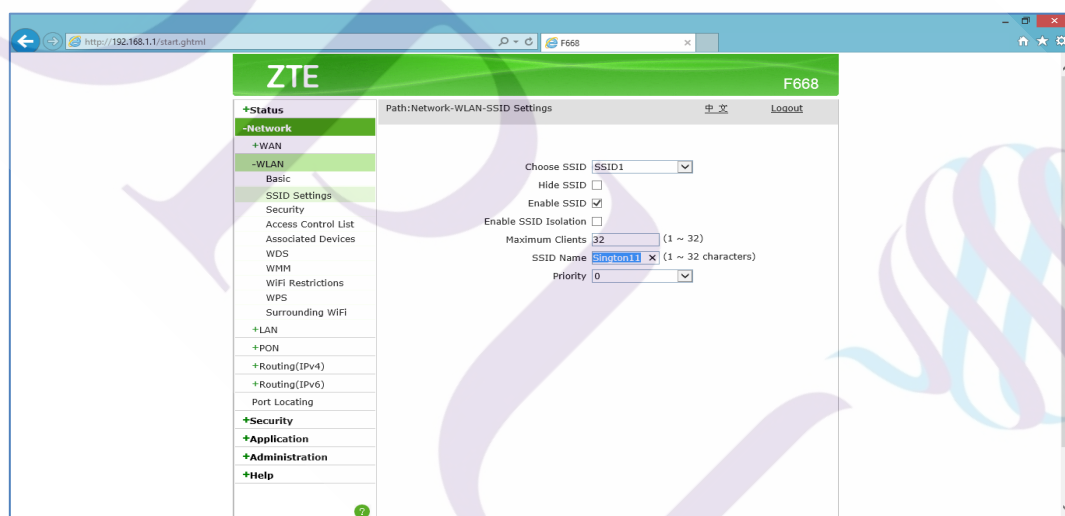 http://192.168.1.1/start.ghtml
F668
ZTE
F668
+Status
Path:Network-WLAN-SSID Settings
中 文
Logout
-Network
+WAN
-WLAN
Basic
SSID Settings
Security
Access Control List
Associated Devices
WDS
WMM
WiFi Restrictions
WPS
Surrounding WiFi
+LAN
+PON
+Routing(IPv4)
+Routing(IPv6)
Port Locating
+Security
+Application
+Administration
+Help
?
Choose SSID SSID1
Hide SSID
Enable SSID
Enable SSID Isolation
Maximum Clients 32 (1 ~ 32)
SSID Name Sington11 (1 ~ 32 characters)
Priority 0